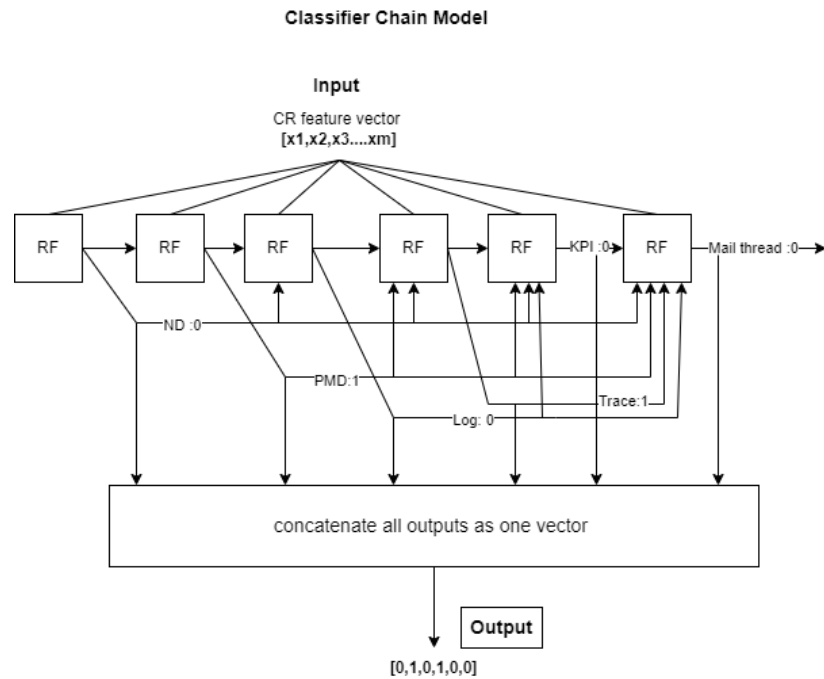 Classifier Chain Model
Input
CR feature vector
[x1,x2,x3....xm]
RF
RF
RF
RF
RF
KPI :0
RF
Mail thread :0
ND :0
PMD:1
Trace:1
Log: 0
concatenate all outputs as one vector
Output
[0,1,0,1,0,0]